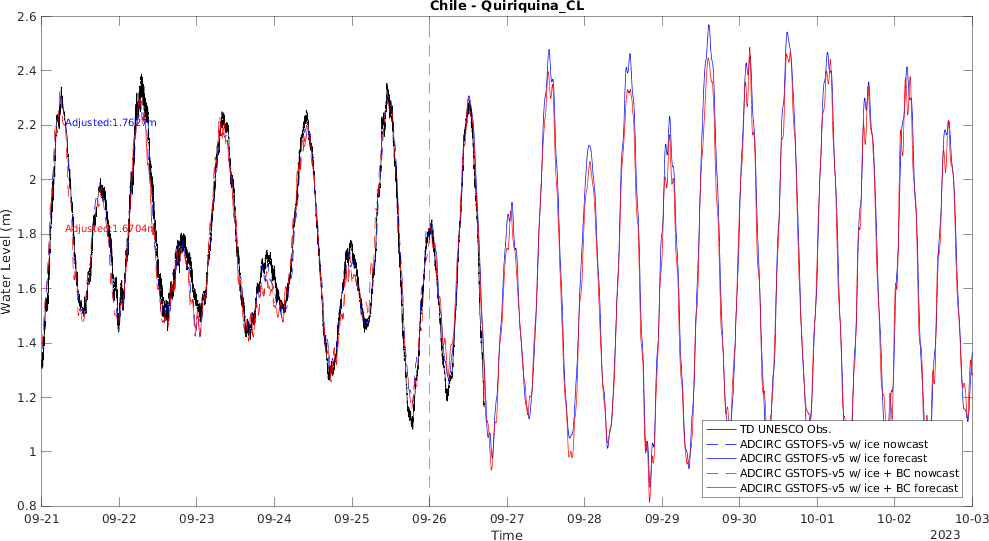 Chile - Quiriquina_CL
2.6
2.4
2.2
2
1.8
1.6
1.4
1.2
1
0.8
Water Level (m)
Adjusted:1.7627m
Adjusted:1.6704m
TD UNESCO Obs.
ADCIRC GSTOFS-v5 w/ ice nowcast
ADCIRC GSTOFS-v5 w/ ice forecast
ADCIRC GSTOFS-v5 w/ ice + BC nowcast
ADCIRC GSTOFS-v5 w/ ice + BC forecast
09-21 09-22 09-23 09-24 09-25 09-26 09-27 09-28 09-29 09-30 10-01 10-02 10-03
Time
2023